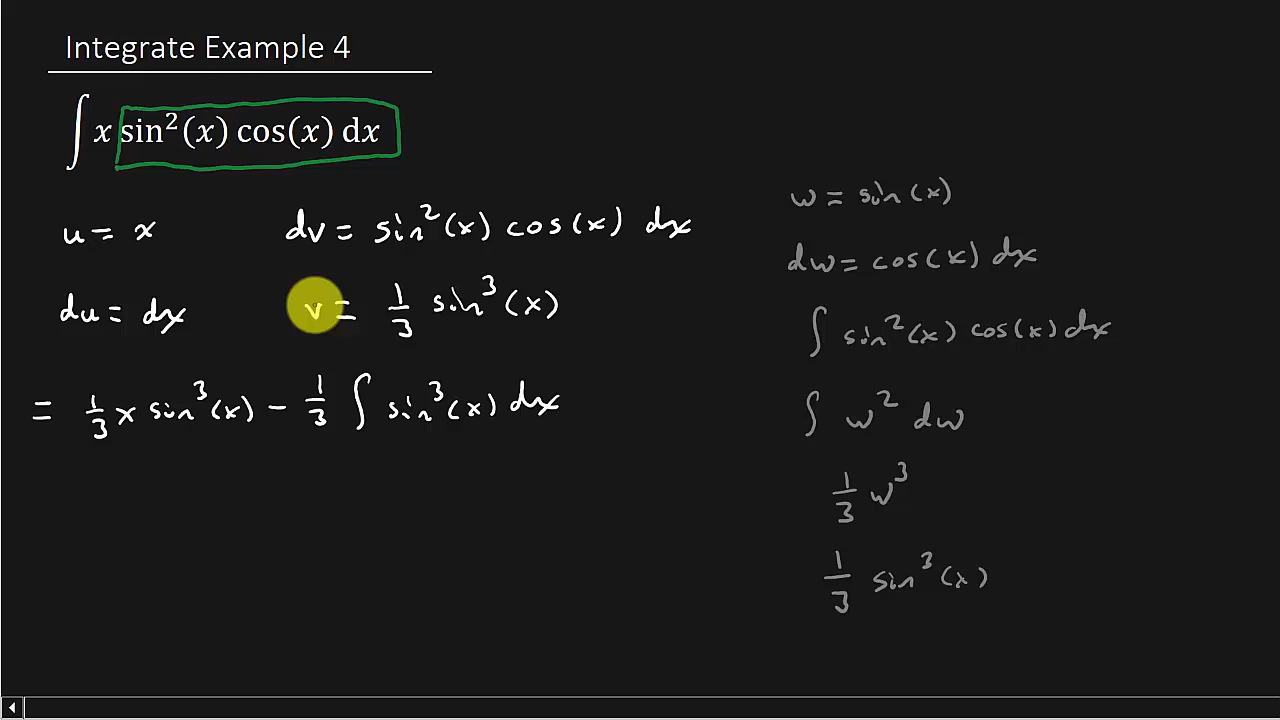 Integrate Example 4
∫ x sin²(x) cos(x) dx
u = x dv = sin²(x) cos(x) dx
du = dx v = 1/3 sin³(x)
= 1/3 x sin³(x) − 1/3 ∫ sin³(x) dx
w = sin(x)
dw = cos(x) dx
∫ sin²(x) cos(x) dx
∫ w² dw
1/3 w³
1/3 sin³(x)